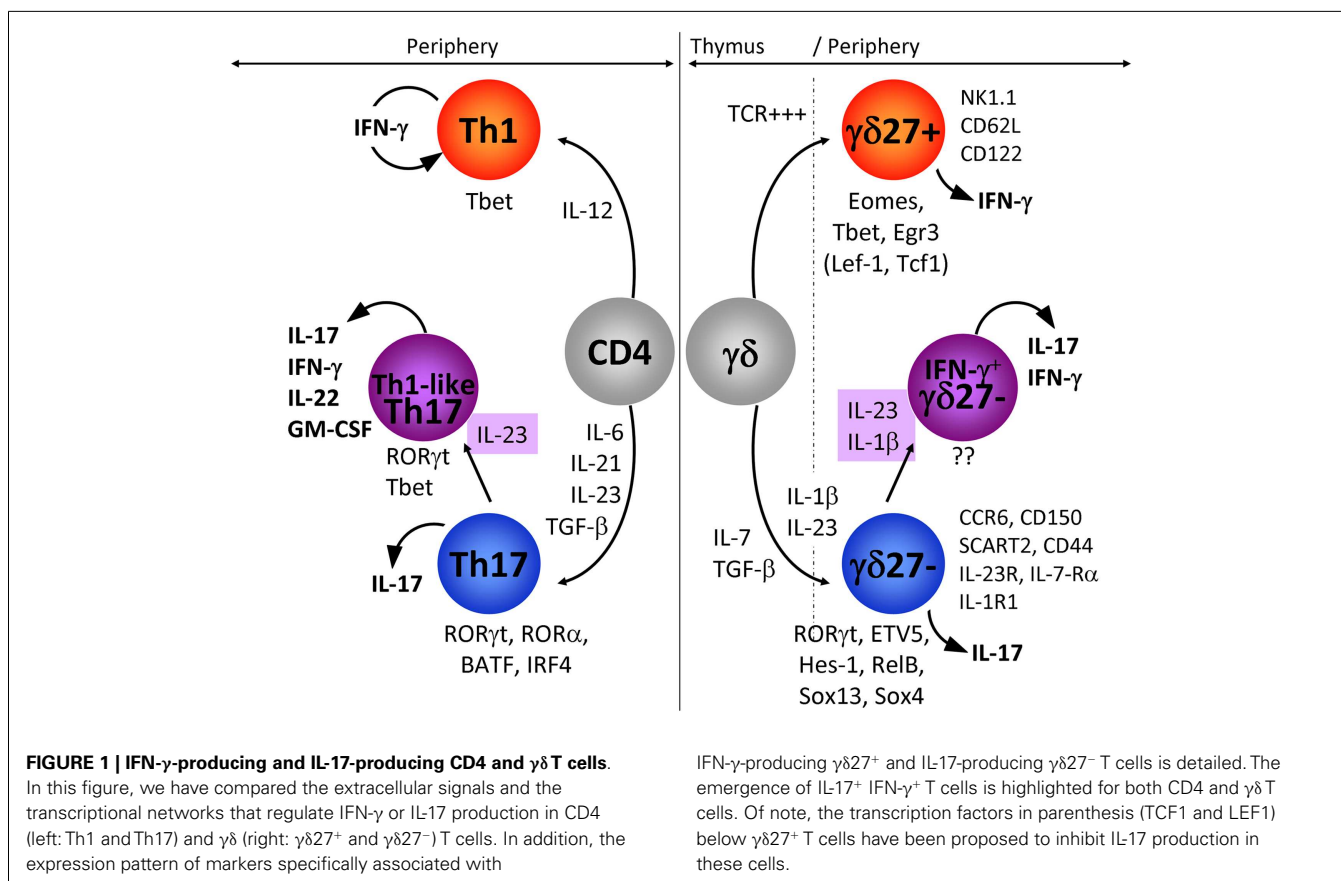 Periphery
Thymus / Periphery
IFN-γ
Th1
Tbet
IL-12
TCR+++
γδ27+
NK1.1
CD62L
CD122
IFN-γ
Eomes,
Tbet, Egr3
(Lef-1, Tcf1)
CD4
γδ
IL-17
IFN-γ
IL-22
GM-CSF
Th1-like
Th17
IL-23
RORγt
Tbet
IL-6
IL-21
IL-23
TGF-β
IL-17
Th17
RORγt, RORα,
BATF, IRF4
IFN-γ⁺
γδ27-
IL-17
IFN-γ
IL-23
IL-1β
??
IL-1β
IL-23
IL-7
TGF-β
γδ27-
CCR6, CD150
SCART2, CD44
IL-23R, IL-7-Rα
IL-1R1
IL-17
RORγt, ETV5,
Hes-1, RelB,
Sox13, Sox4
FIGURE 1 | IFN-γ-producing and IL-17-producing CD4 and γδ T cells.
In this figure, we have compared the extracellular signals and the
transcriptional networks that regulate IFN-γ or IL-17 production in CD4
(left: Th1 and Th17) and γδ (right: γδ27⁺ and γδ27⁻) T cells. In addition, the
expression pattern of markers specifically associated with
IFN-γ-producing γδ27⁺ and IL-17-producing γδ27⁻ T cells is detailed. The
emergence of IL-17⁺ IFN-γ⁺ T cells is highlighted for both CD4 and γδ T
cells. Of note, the transcription factors in parenthesis (TCF1 and LEF1)
below γδ27⁺ T cells have been proposed to inhibit IL-17 production in
these cells.